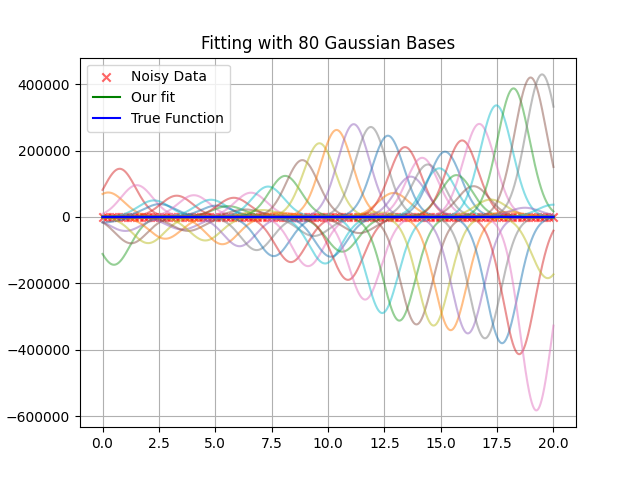 Fitting with 80 Gaussian Bases
Noisy Data
Our fit
True Function
400000
200000
0
−200000
−400000
−600000
0.0 2.5 5.0 7.5 10.0 12.5 15.0 17.5 20.0